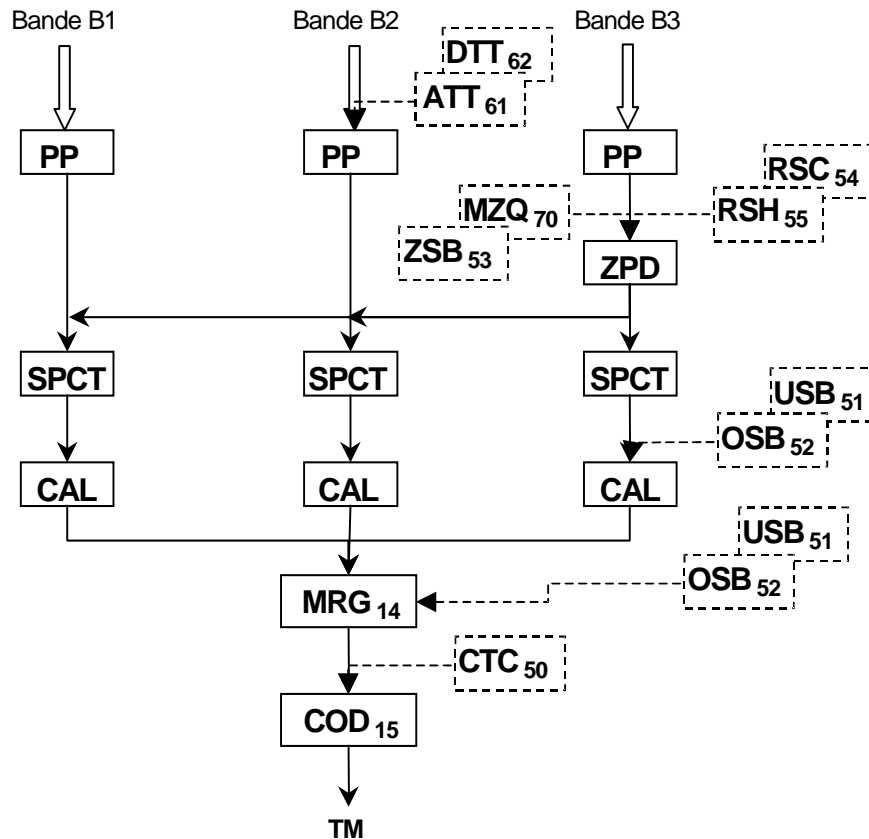 Bande B1
Bande B2
Bande B3
DTT 62
ATT 61
PP
PP
PP
RSC 54
MZQ 70
RSH 55
ZSB 53
ZPD
SPCT
SPCT
SPCT
USB 51
OSB 52
CAL
CAL
CAL
USB 51
OSB 52
MRG 14
CTC 50
COD 15
TM